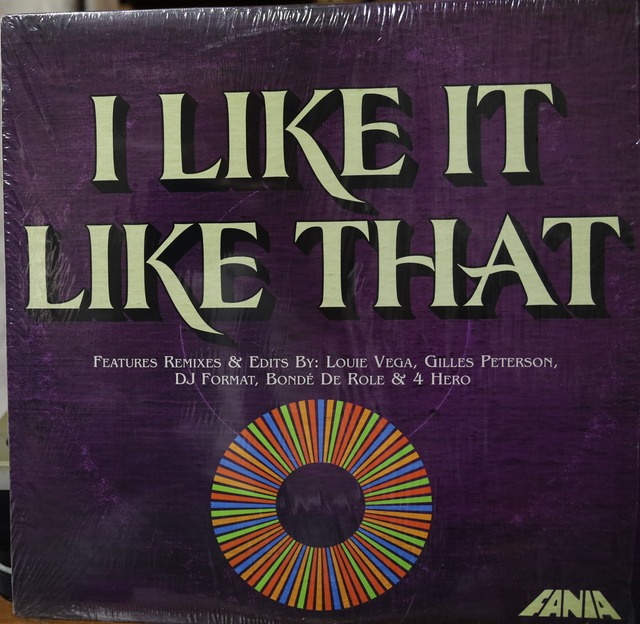 I LIKE IT
LIKE THAT
FEATURES REMIXES & EDITS BY: LOUIE VEGA, GILLES PETERSON,
DJ FORMAT, BONDÉ DE ROLE & 4 HERO
FANIA